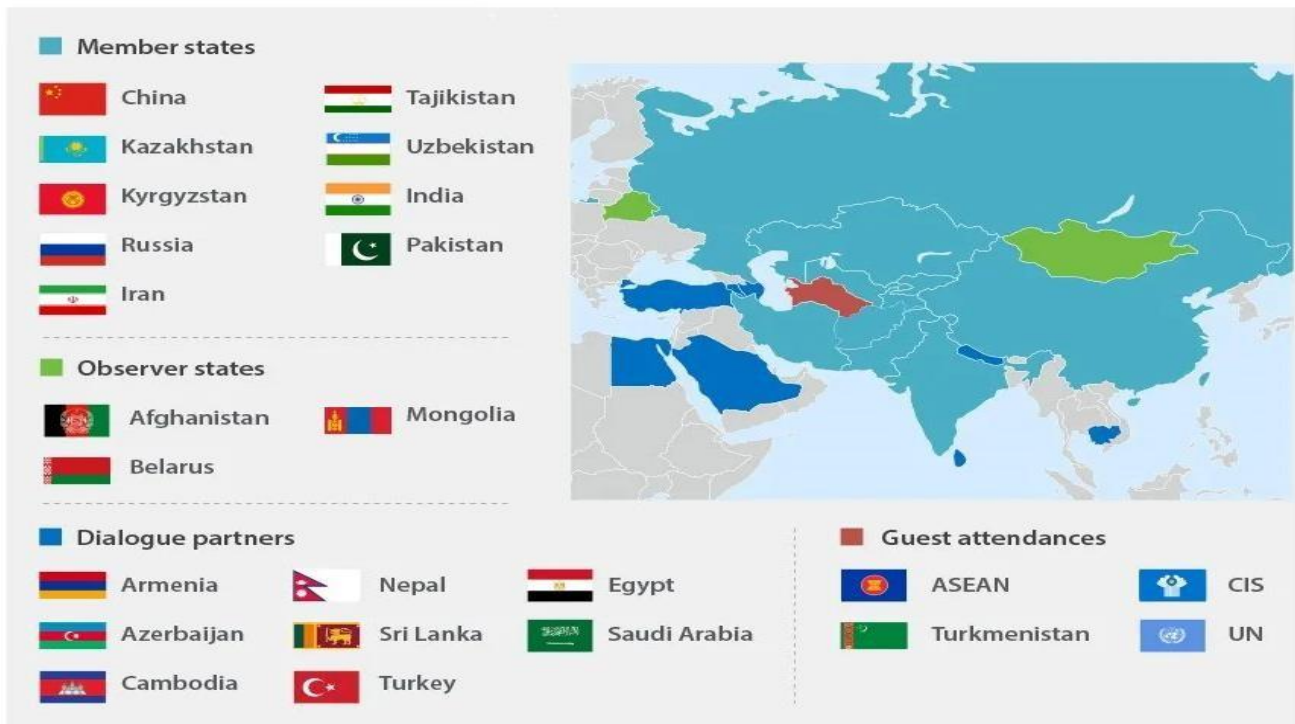 Member states
China
Tajikistan
Kazakhstan
Uzbekistan
Kyrgyzstan
India
Russia
Pakistan
Iran
Observer states
Afghanistan
Mongolia
Belarus
Dialogue partners
Armenia
Nepal
Egypt
Azerbaijan
Sri Lanka
Saudi Arabia
Cambodia
Turkey
Guest attendances
ASEAN
CIS
Turkmenistan
UN